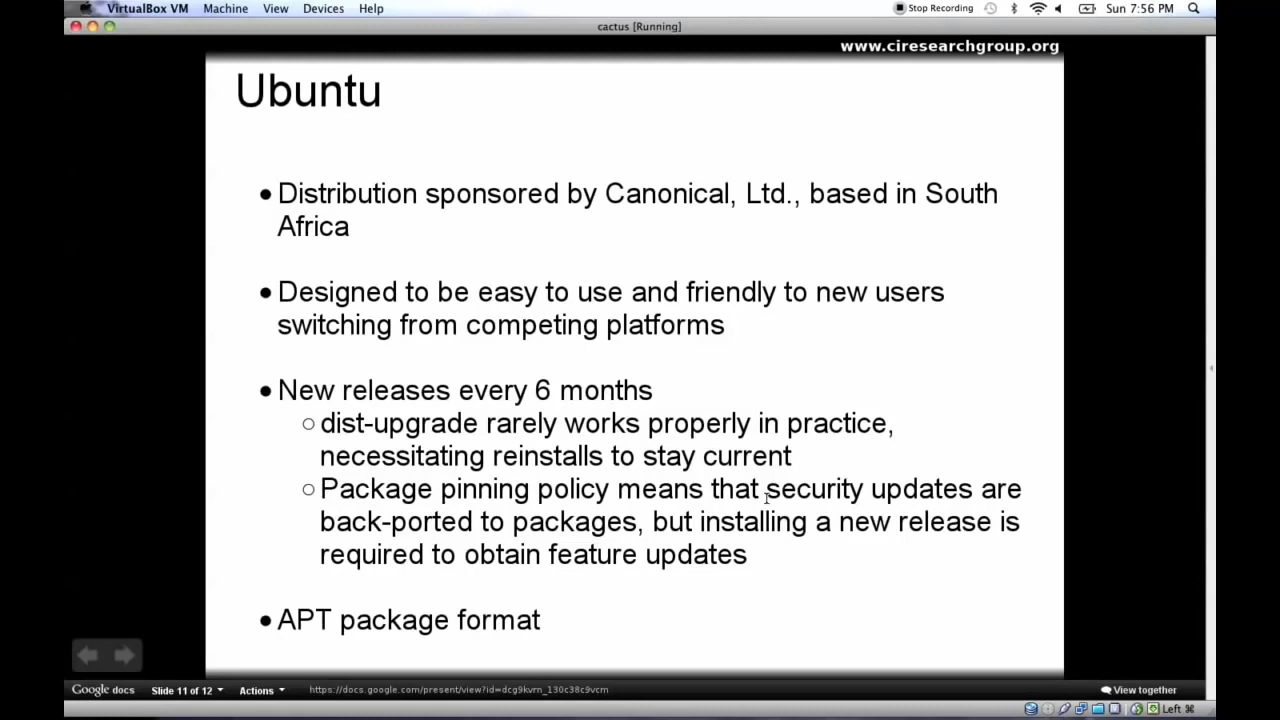 VirtualBox VM Machine View Devices Help Stop Recording Sun 7:56 PM
cactus [Running]
www.ciresearchgroup.org
Ubuntu
● Distribution sponsored by Canonical, Ltd., based in South
Africa
● Designed to be easy to use and friendly to new users
switching from competing platforms
● New releases every 6 months
○ dist-upgrade rarely works properly in practice,
necessitating reinstalls to stay current
○ Package pinning policy means that security updates are
back-ported to packages, but installing a new release is
required to obtain feature updates
● APT package format
Google docs Slide 11 of 12 Actions https://docs.google.com/present/view?id=dcg9kvrn_130c38c9vcm View together
Left ⌘